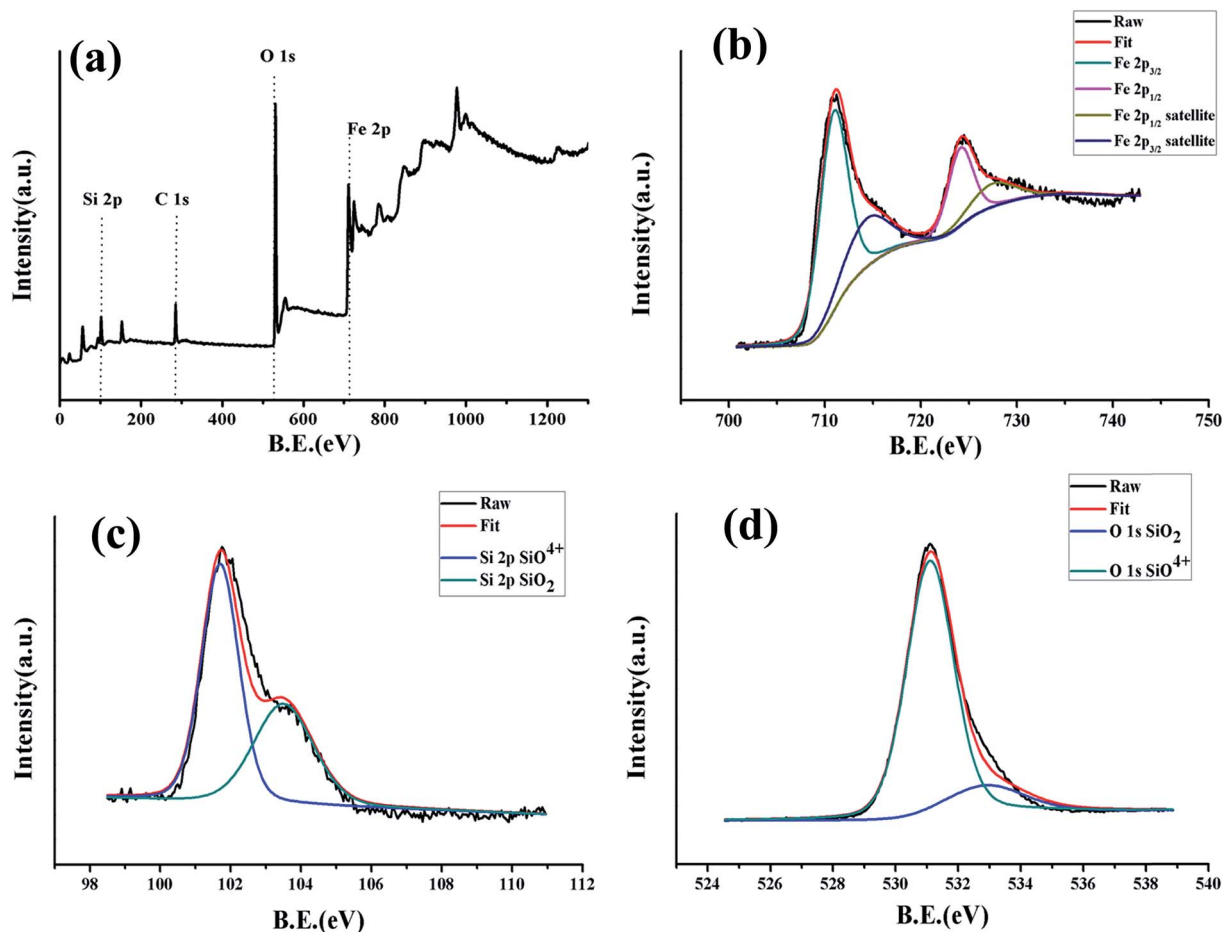 (a)
O 1s
Fe 2p
Si 2p
C 1s
Intensity(a.u.)
0 200 400 600 800 1000 1200
B.E.(eV)
(b)
Raw
Fit
Fe 2p3/2
Fe 2p1/2
Fe 2p1/2 satellite
Fe 2p3/2 satellite
Intensity(a.u.)
700 710 720 730 740 750
B.E.(eV)
(c)
Raw
Fit
Si 2p SiO4+
Si 2p SiO2
Intensity(a.u.)
98 100 102 104 106 108 110 112
B.E.(eV)
(d)
Raw
Fit
O 1s SiO2
O 1s SiO4+
Intensity(a.u.)
524 526 528 530 532 534 536 538 540
B.E.(eV)